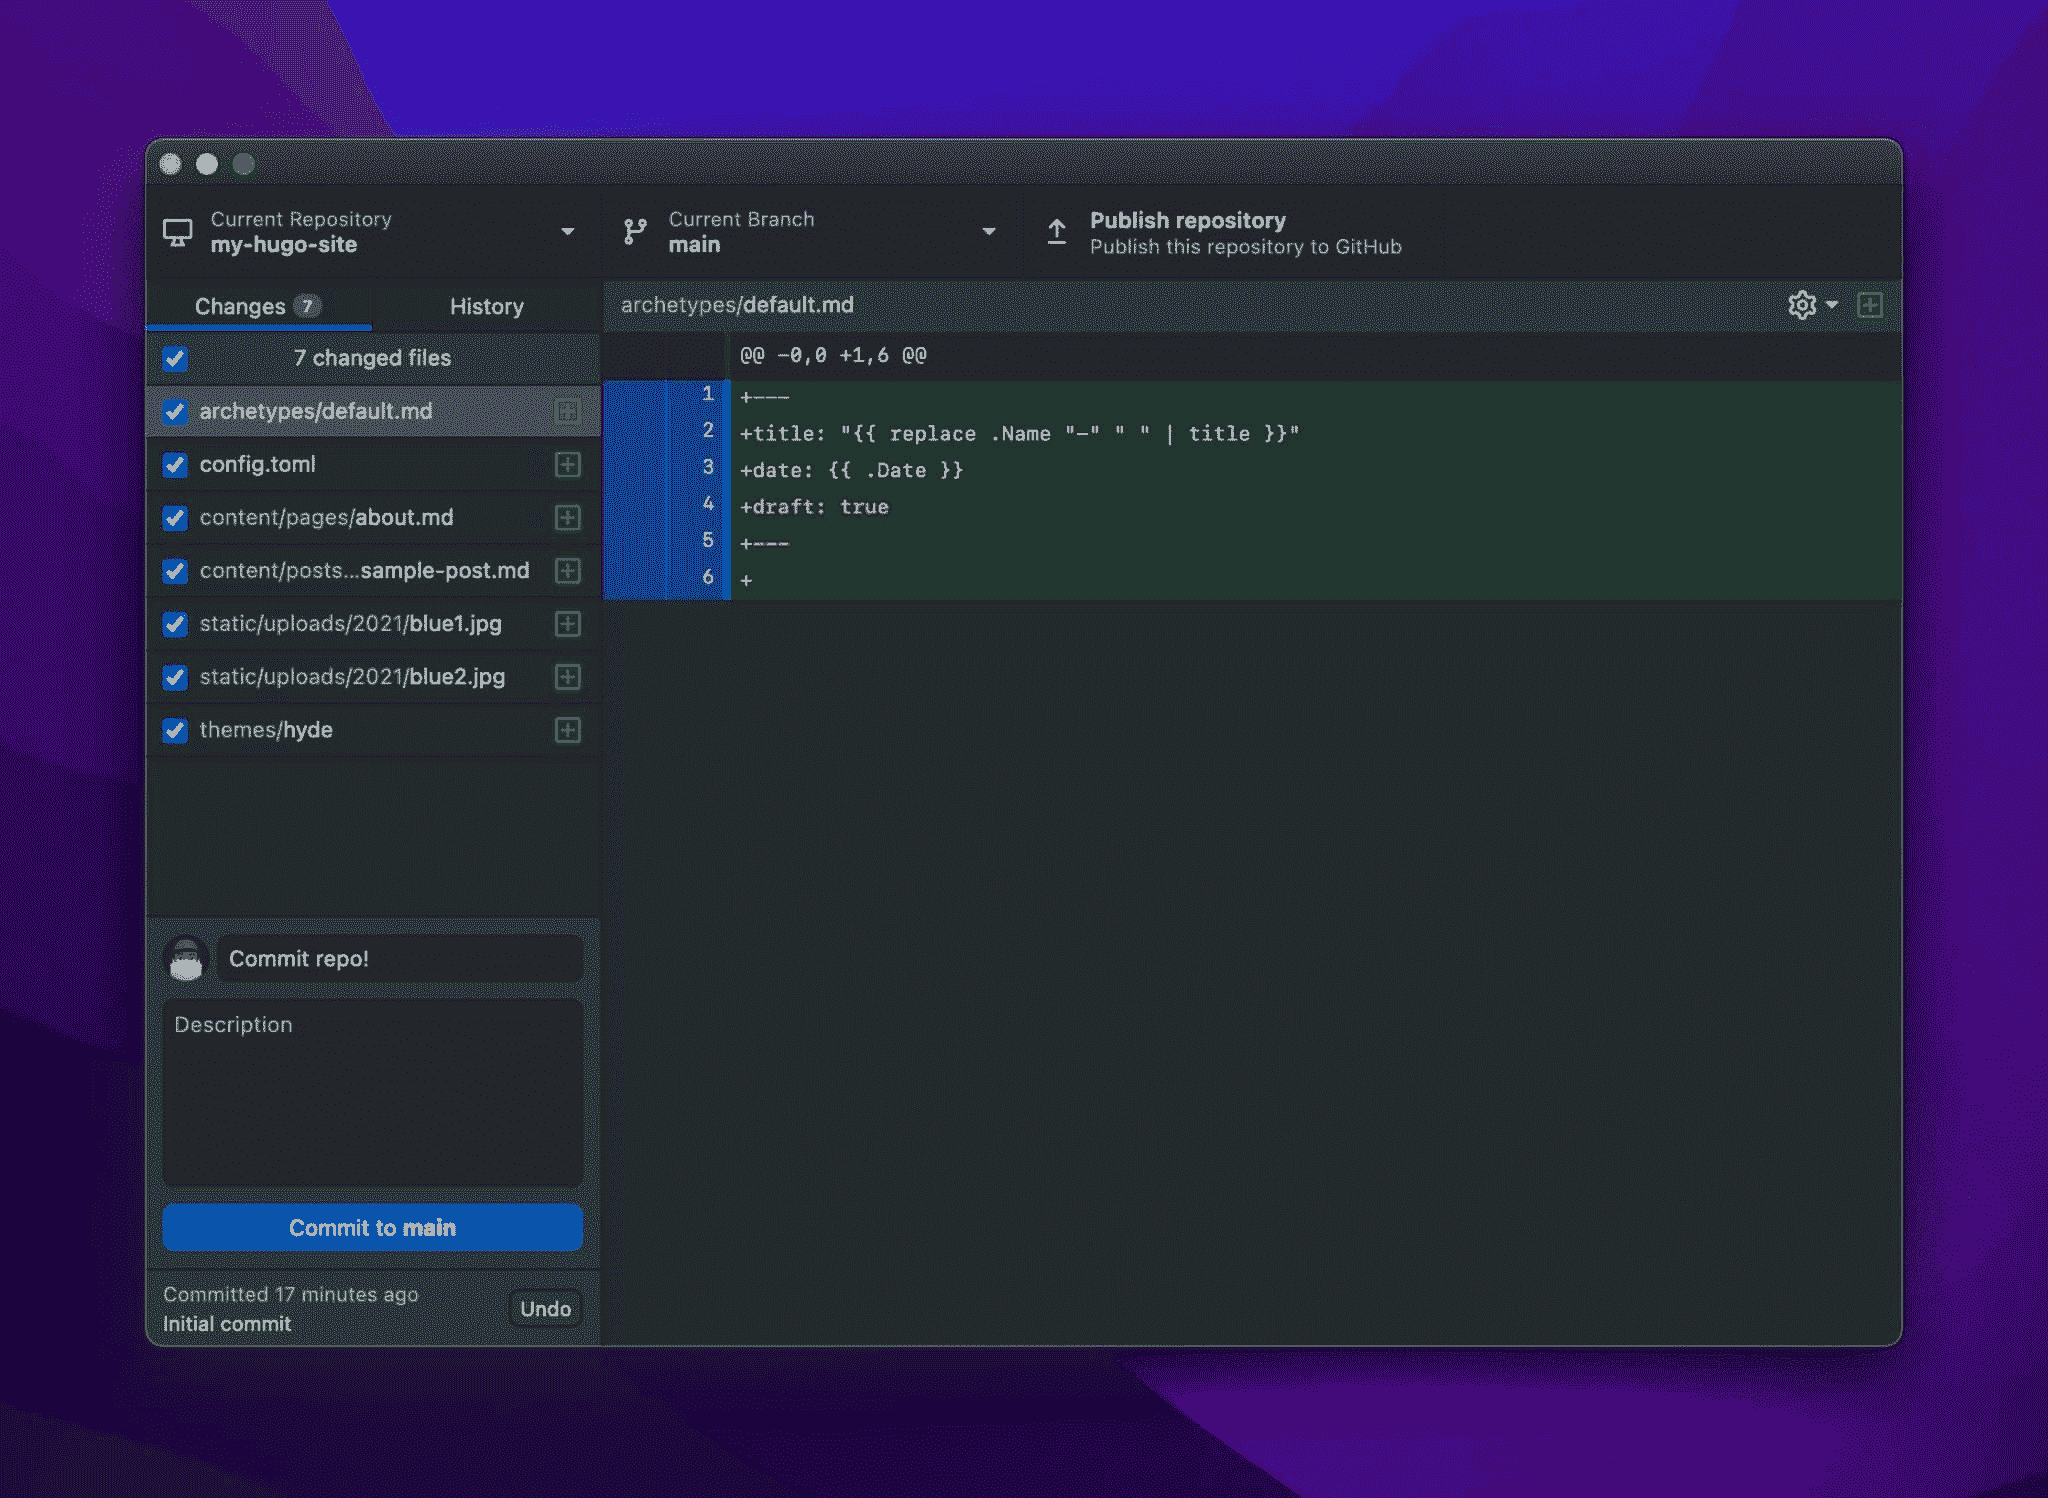 Current Repository
my-hugo-site
Current Branch
main
Publish repository
Publish this repository to GitHub
Changes 7
History
archetypes/default.md
7 changed files
archetypes/default.md
config.toml
content/pages/about.md
content/posts...sample-post.md
static/uploads/2021/blue1.jpg
static/uploads/2021/blue2.jpg
themes/hyde
@@ -0,0 +1,6 @@
1 +---
2 +title: "{{ replace .Name "-" " " | title }}"
3 +date: {{ .Date }}
4 +draft: true
5 +---
6 +
Commit repo!
Description
Commit to main
Committed 17 minutes ago
Initial commit
Undo